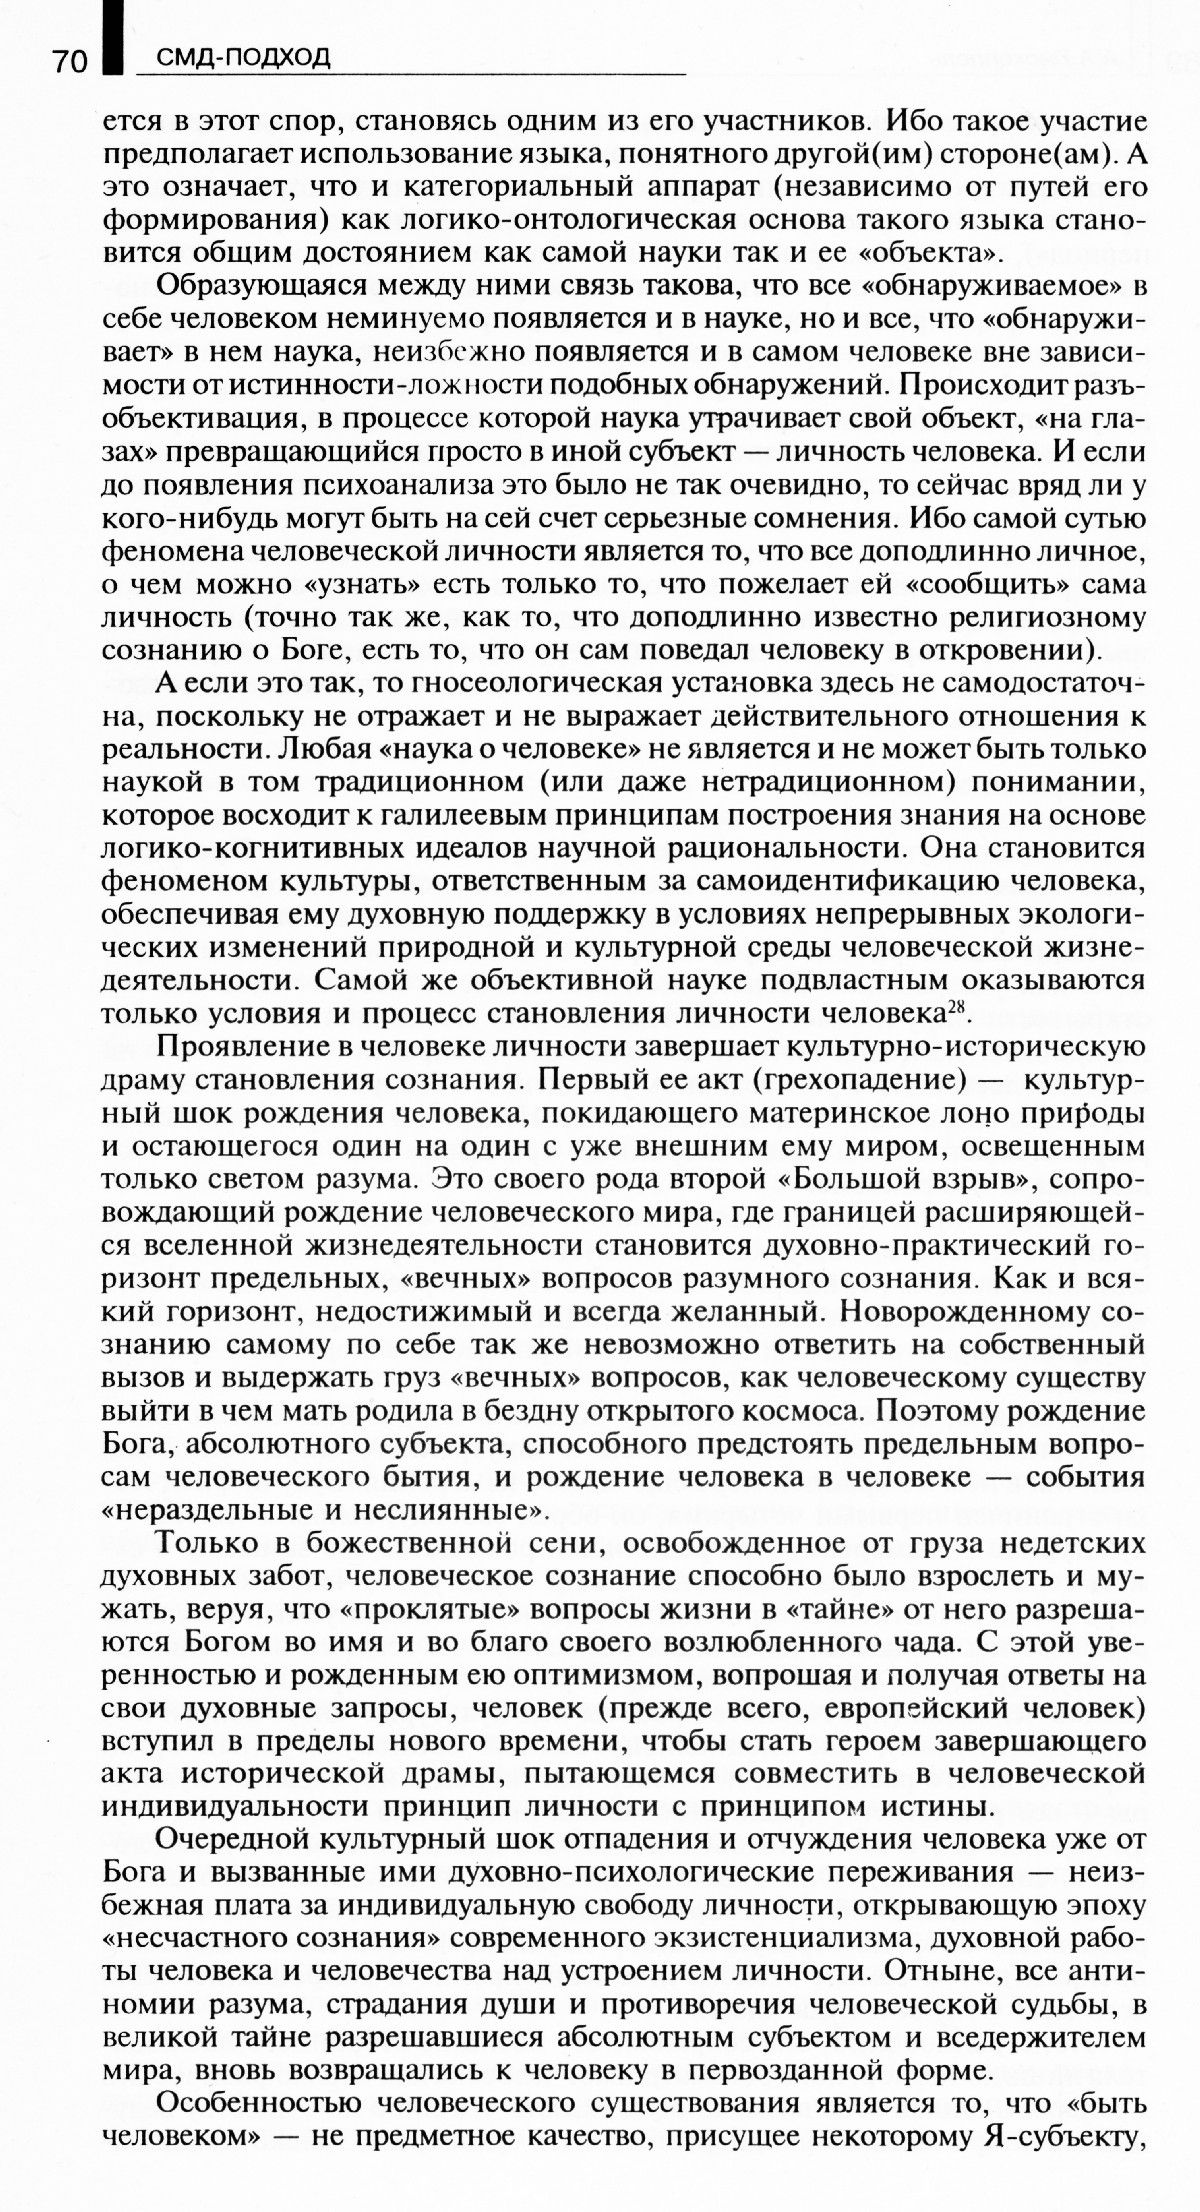 70 СМД-ПОДХОД
ется в этот спор, становясь одним из его участников. Ибо такое участие
предполагает использование языка, понятного другой(им) стороне(ам). А
это означает, что и категориальный аппарат (независимо от путей его
формирования) как логико-онтологическая основа такого языка стано-
вится общим достоянием как самой науки так и ее «объекта».
Образующаяся между ними связь такова, что все «обнаруживаемое» в
себе человеком неминуемо появляется и в науке, но и все, что «обнаружи-
вает» в нем наука, неизбежно появляется и в самом человеке вне зависи-
мости от истинности-ложности подобных обнаружений. Происходит разъ-
объективация, в процессе которой наука утрачивает свой объект, «на гла-
зах» превращающийся просто в иной субъект — личность человека. И если
до появления психоанализа это было не так очевидно, то сейчас вряд ли у
кого-нибудь могут быть на сей счет серьезные сомнения. Ибо самой сутью
феномена человеческой личности является то, что все доподлинно личное,
о чем можно «узнать» есть только то, что пожелает ей «сообщить» сама
личность (точно так же, как то, что доподлинно известно религиозному
сознанию о Боге, есть то, что он сам поведал человеку в откровении).
А если это так, то гносеологическая установка здесь не самодостаточ-
на, поскольку не отражает и не выражает действительного отношения к
реальности. Любая «наука о человеке» не является и не может быть только
наукой в том традиционном (или даже нетрадиционном) понимании,
которое восходит к галилеевым принципам построения знания на основе
логико-когнитивных идеалов научной рациональности. Она становится
феноменом культуры, ответственным за самоидентификацию человека,
обеспечивая ему духовную поддержку в условиях непрерывных экологи-
ческих изменений природной и культурной среды человеческой жизне-
деятельности. Самой же объективной науке подвластным оказываются
только условия и процесс становления личности человека²⁸.
Проявление в человеке личности завершает культурно-историческую
драму становления сознания. Первый ее акт (грехопадение) — культур-
ный шок рождения человека, покидающего материнское лоно природы
и остающегося один на один с уже внешним ему миром, освещенным
только светом разума. Это своего рода второй «Большой взрыв», сопро-
вождающий рождение человеческого мира, где границей расширяющей-
ся вселенной жизнедеятельности становится духовно-практический го-
ризонт предельных, «вечных» вопросов разумного сознания. Как и вся-
кий горизонт, недостижимый и всегда желанный. Новорожденному со-
знанию самому по себе так же невозможно ответить на собственный
вызов и выдержать груз «вечных» вопросов, как человеческому существу
выйти в чем мать родила в бездну открытого космоса. Поэтому рождение
Бога, абсолютного субъекта, способного предстоять предельным вопро-
сам человеческого бытия, и рождение человека в человеке — события
«нераздельные и неслиянные».
Только в божественной сени, освобожденное от груза недетских
духовных забот, человеческое сознание способно было взрослеть и му-
жать, веруя, что «проклятые» вопросы жизни в «тайне» от него разреша-
ются Богом во имя и во благо своего возлюбленного чада. С этой уве-
ренностью и рожденным ею оптимизмом, вопрошая и получая ответы на
свои духовные запросы, человек (прежде всего, европейский человек)
вступил в пределы нового времени, чтобы стать героем завершающего
акта исторической драмы, пытающемся совместить в человеческой
индивидуальности принцип личности с принципом истины.
Очередной культурный шок отпадения и отчуждения человека уже от
Бога и вызванные ими духовно-психологические переживания — неиз-
бежная плата за индивидуальную свободу личности, открывающую эпоху
«несчастного сознания» современного экзистенциализма, духовной рабо-
ты человека и человечества над устроением личности. Отныне, все анти-
номии разума, страдания души и противоречия человеческой судьбы, в
великой тайне разрешавшиеся абсолютным субъектом и вседержителем
мира, вновь возвращались к человеку в первозданной форме.
Особенностью человеческого существования является то, что «быть
человеком» — не предметное качество, присущее некоторому Я-субъекту,